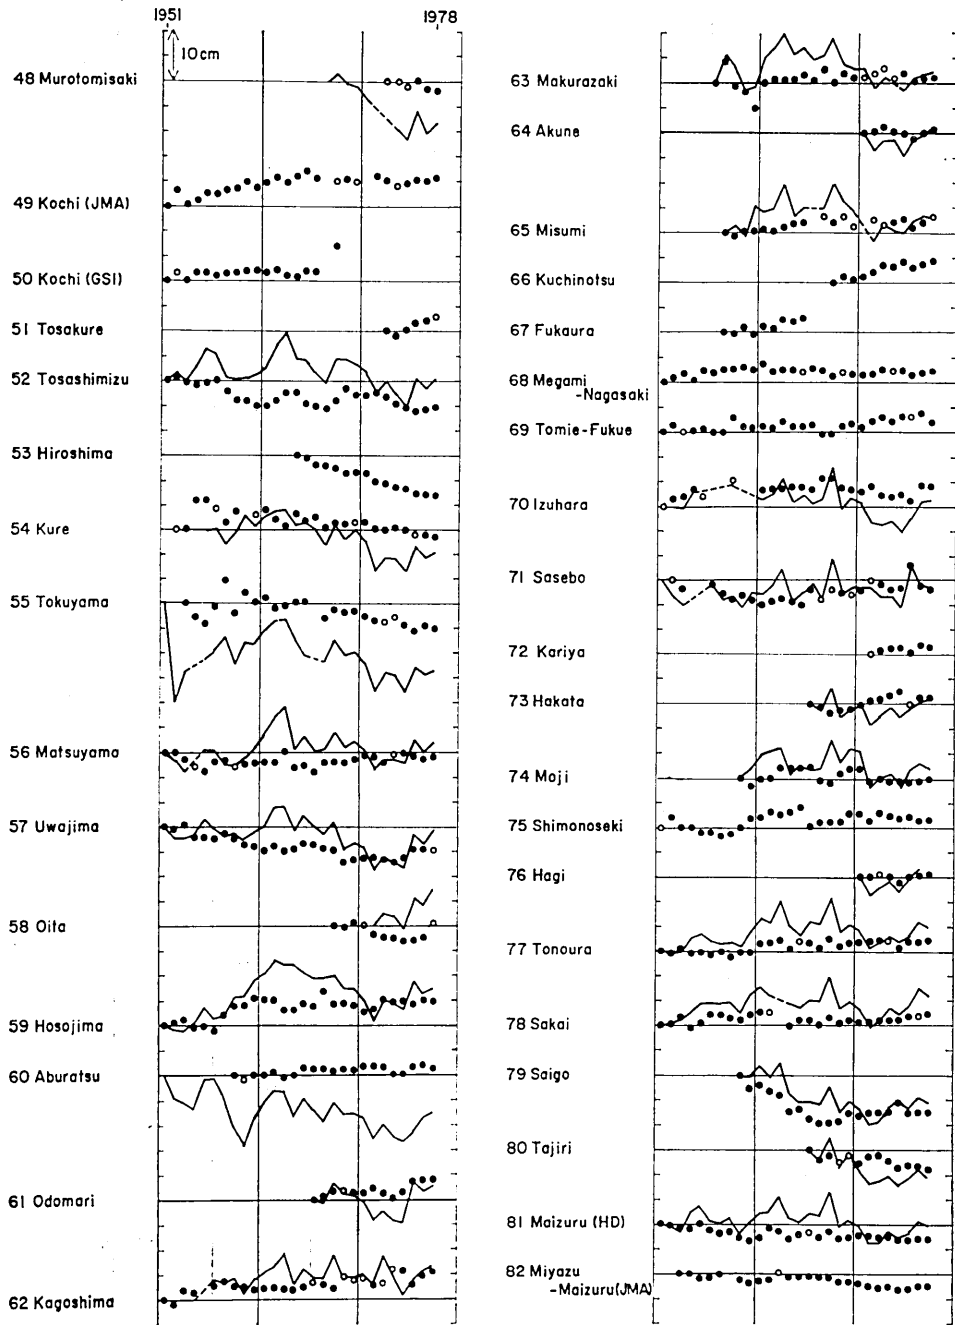 1951 1978
10cm
48 Murotomisaki
49 Kochi (JMA)
50 Kochi (GSI)
51 Tosakure
52 Tosashimizu
53 Hiroshima
54 Kure
55 Tokuyama
56 Matsuyama
57 Uwajima
58 Oita
59 Hosojima
60 Aburatsu
61 Odomari
62 Kagoshima
63 Makurazaki
64 Akune
65 Misumi
66 Kuchinotsu
67 Fukaura
68 Megami
-Nagasaki
69 Tomie-Fukue
70 Izuhara
71 Sasebo
72 Kariya
73 Hakata
74 Moji
75 Shimonoseki
76 Hagi
77 Tonoura
78 Sakai
79 Saigo
80 Tajiri
81 Maizuru (HD)
82 Miyazu
-Maizuru(JMA)